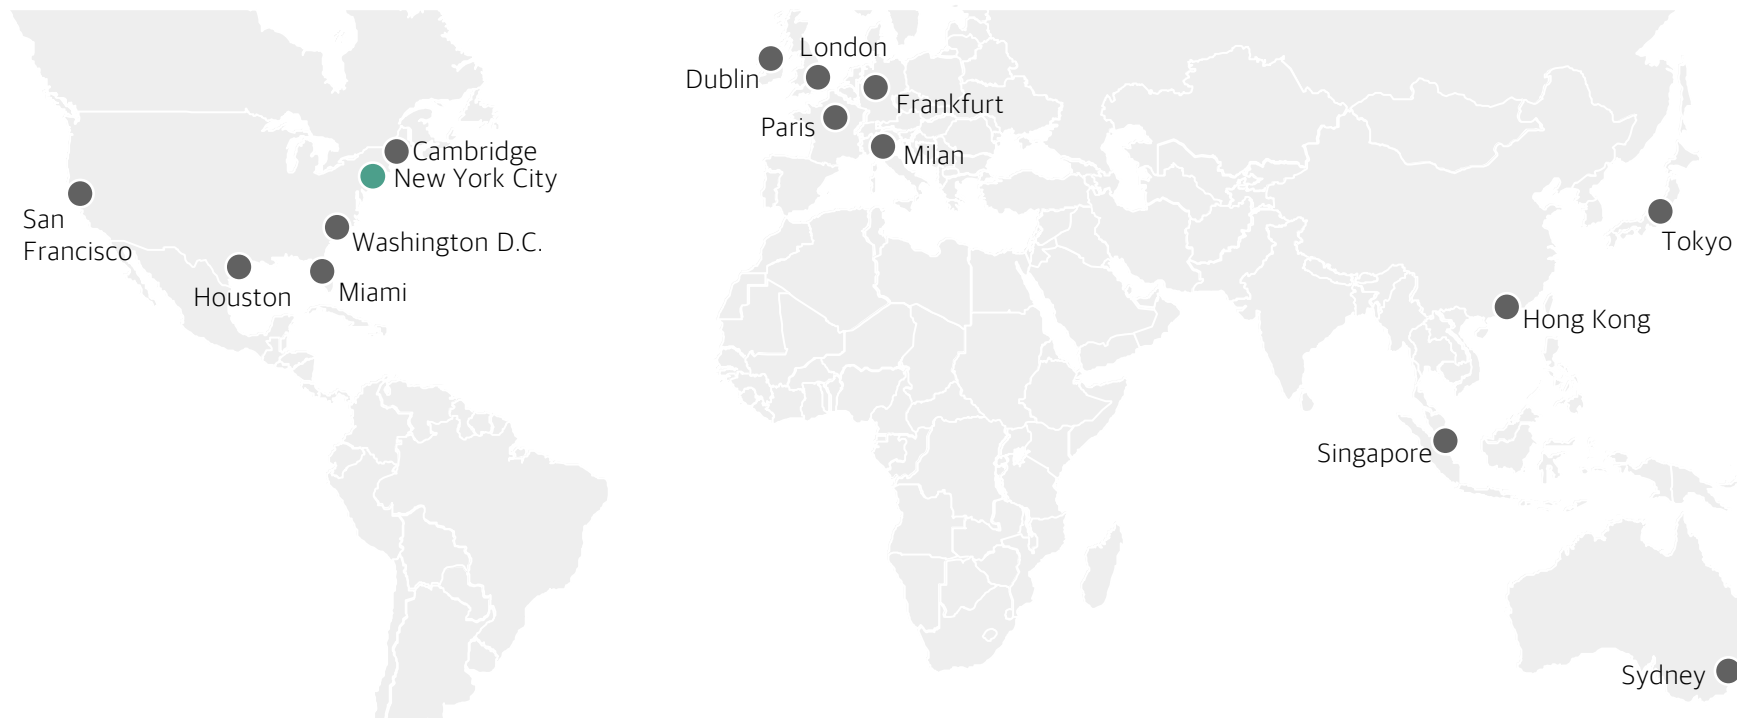 London
Dublin
Frankfurt
Paris
Milan
Cambridge
New York City
San
Francisco
Washington D.C.
Houston
Miami
Tokyo
Hong Kong
Singapore
Sydney